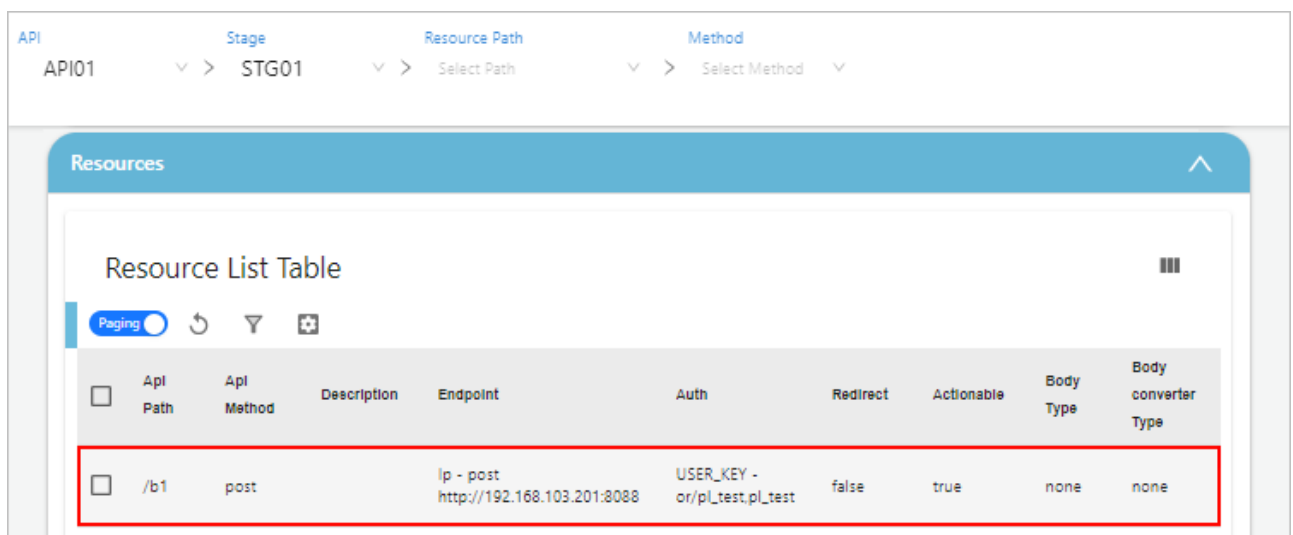 API Stage Resource Path Method
API01 > STG01 > Select Path > Select Method
Resources
Resource List Table
Paging
Api Path Api Method Description Endpoint Auth Redirect Actionable Body Type Body converter Type
/b1 post Ip - post http://192.168.103.201:8088 USER_KEY - or/pl_test,pl_test false true none none